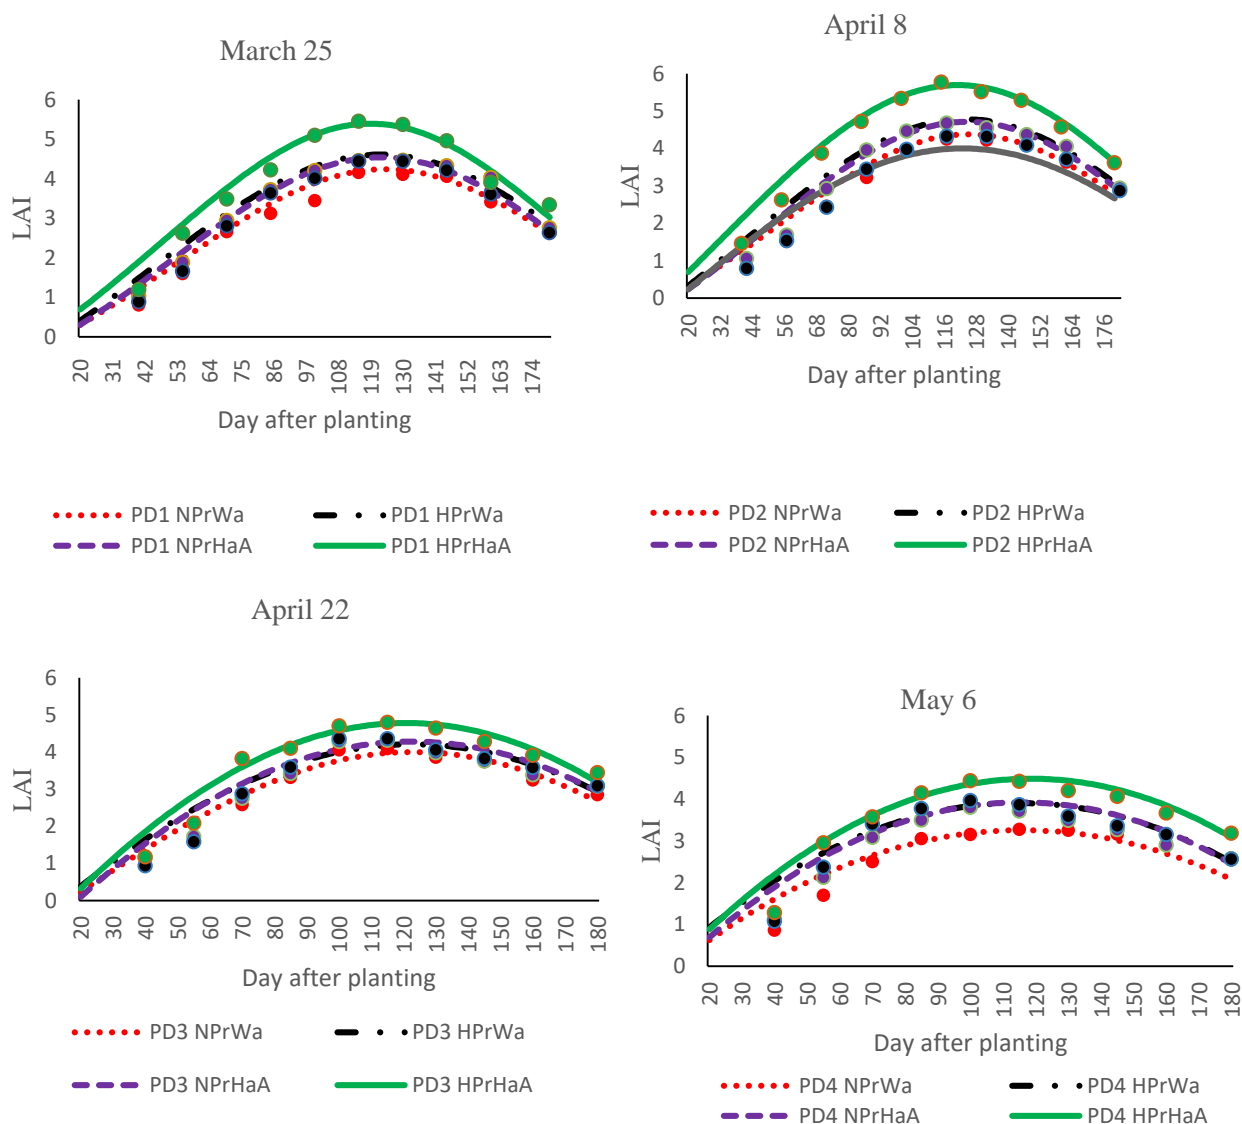 March 25
LAI
6
5
4
3
2
1
0
20 31 42 53 64 75 86 97 108 119 130 141 152 163 174
Day after planting
PD1 NPrWa PD1 HPrWa
PD1 NPrHaA PD1 HPrHaA
April 8
LAI
6
5
4
3
2
1
0
20 32 44 56 68 80 92 104 116 128 140 152 164 176
Day after planting
PD2 NPrWa PD2 HPrWa
PD2 NPrHaA PD2 HPrHaA
April 22
LAI
6
5
4
3
2
1
0
20 30 40 50 60 70 80 90 100 110 120 130 140 150 160 170 180
Day after planting
PD3 NPrWa PD3 HPrWa
PD3 NPrHaA PD3 HPrHaA
May 6
LAI
6
5
4
3
2
1
0
20 30 40 50 60 70 80 90 100 110 120 130 140 150 160 170 180
Day after planting
PD4 NPrWa PD4 HPrWa
PD4 NPrHaA PD4 HPrHaA